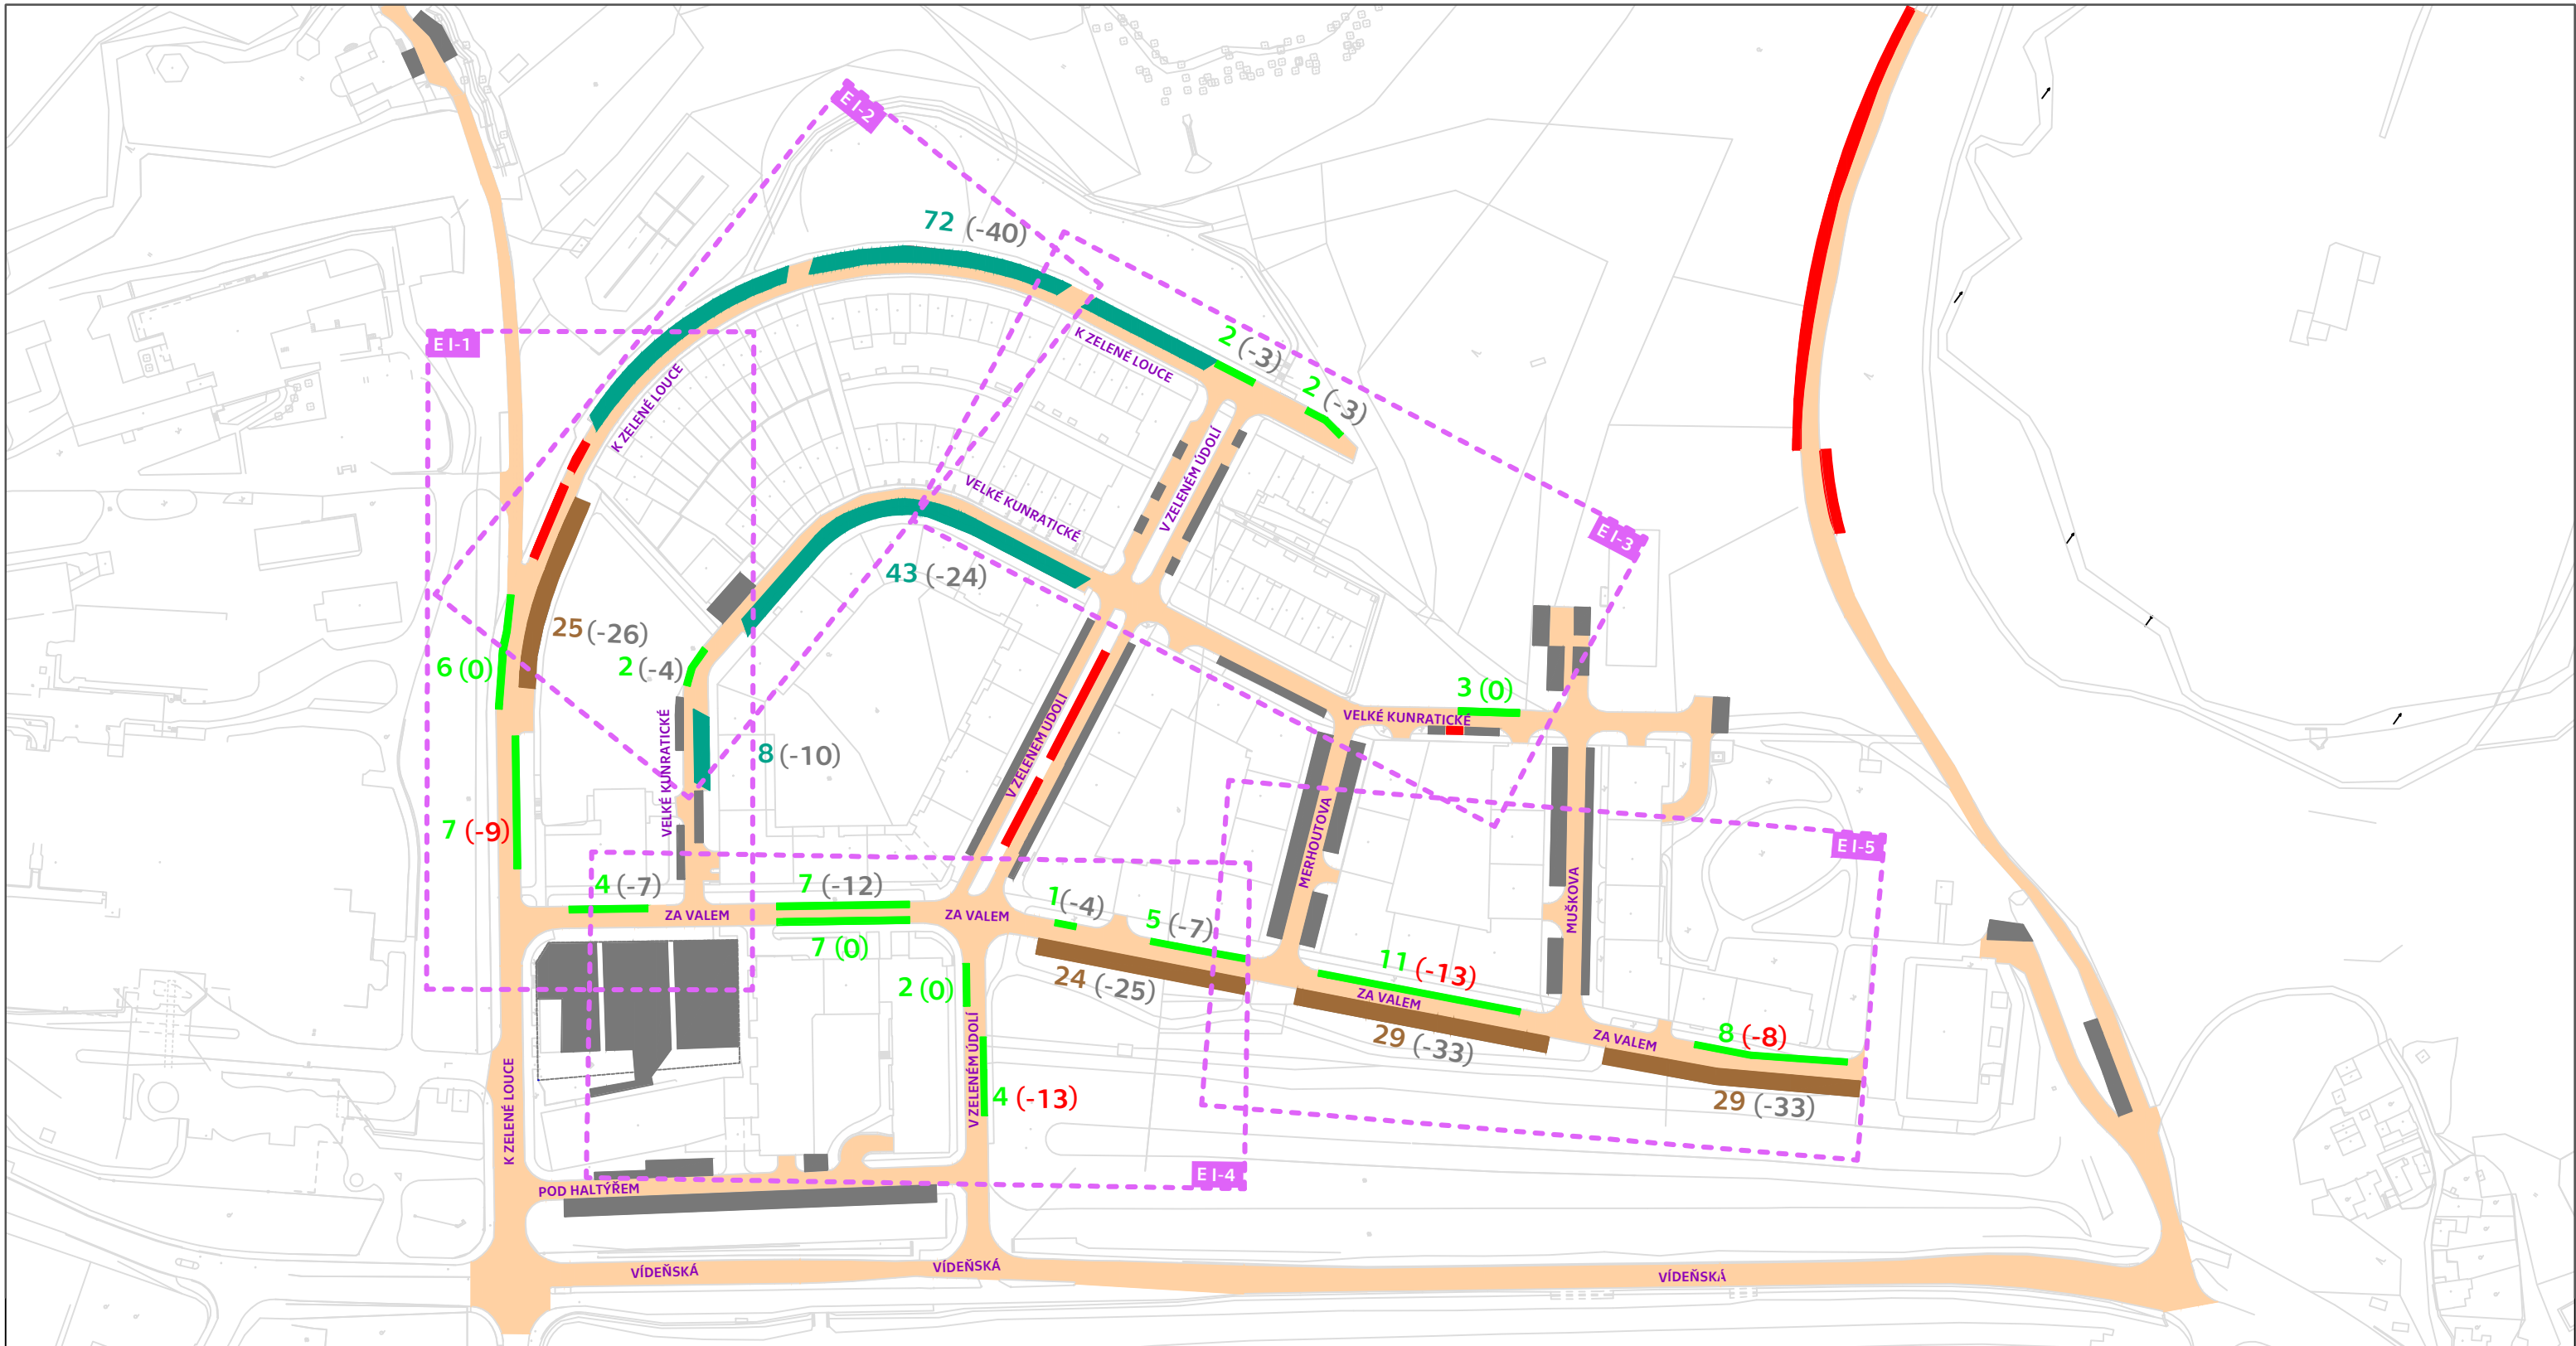 E I-2
72 (-40)
E I-1
K ZELENÉ LOUCE
2 (-3)
K ZELENÉ LOUCE
2 (-3)
V ZELENÉM ÚDOLÍ
VELKÉ KUNRATICKÉ
E I-3
43 (-24)
25 (-26)
6 (0)
2 (-4)
3 (0)
VELKÉ KUNRATICKÉ
VELKÉ KUNRATICKÉ
8 (-10)
V ZELENÉM ÚDOLÍ
7 (-9)
MERHOUTOVA
E I-5
4 (-7)
7 (-12)
ZA VALEM
ZA VALEM
1 (-4)
5 (-7)
MUŠKOVA
7 (0)
2 (0)
24 (-25)
11 (-13)
ZA VALEM
29 (-33)
ZA VALEM
8 (-8)
K ZELENÉ LOUCE
V ZELENÉM ÚDOLÍ
4 (-13)
29 (-33)
E I-4
POD HALTÝŘEM
VÍDEŇSKÁ
VÍDEŇSKÁ
VÍDEŇSKÁ